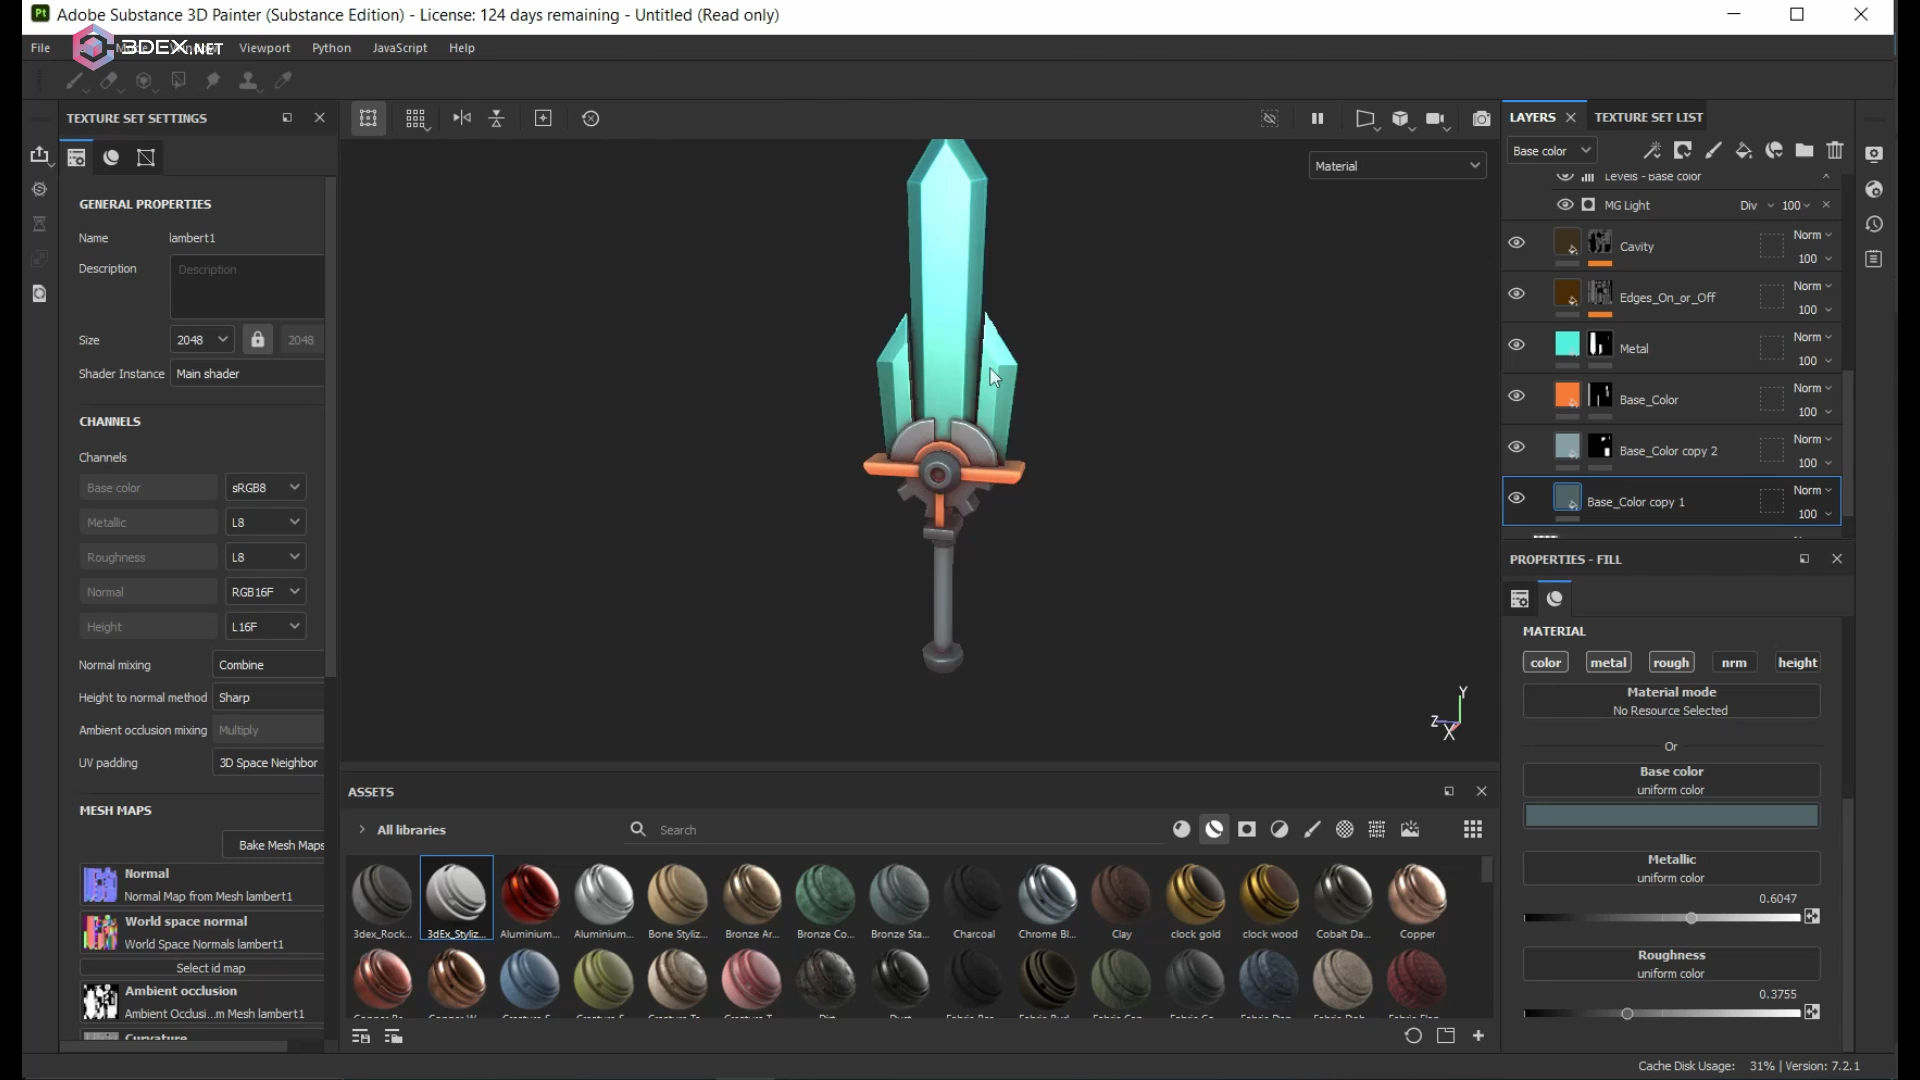 Adobe Substance 3D Painter (Substance Edition) - License: 124 days remaining - Untitled (Read only)
File
3DEX.NET
Viewport
Python
JavaScript
Help
TEXTURE SET SETTINGS
GENERAL PROPERTIES
Name
lambert1
Description
Description
Size
2048
2048
Shader Instance
Main shader
CHANNELS
Channels
Base color
sRGB8
Metallic
L8
Roughness
L8
Normal
RGB16F
Height
L16F
Normal mixing
Combine
Height to normal method
Sharp
Ambient occlusion mixing
Multiply
UV padding
3D Space Neighbor
MESH MAPS
Bake Mesh Maps
Normal
Normal Map from Mesh lambert1
World space normal
World Space Normals lambert1
Select id map
Ambient occlusion
Ambient Occlusi...m Mesh lambert1
Curvature
Material
Y
Z
X
ASSETS
All libraries
Search
3dex_Rock...
3dEx_Styliz...
Aluminium...
Aluminium...
Bone Styliz...
Bronze Ar...
Bronze Co...
Bronze Sta...
Charcoal
Chrome Bl...
Clay
clock gold
clock wood
Cobalt Da...
Copper
LAYERS
TEXTURE SET LIST
Base color
Levels - Base color
MG Light
Div
100
Cavity
Norm
100
Edges_On_or_Off
Norm
100
Metal
Norm
100
Base_Color
Norm
100
Base_Color copy 2
Norm
100
Base_Color copy 1
Norm
100
PROPERTIES - FILL
MATERIAL
color
metal
rough
nrm
height
Material mode
No Resource Selected
Or
Base color
uniform color
Metallic
uniform color
0.6047
Roughness
uniform color
0.3755
Cache Disk Usage: 31% | Version: 7.2.1